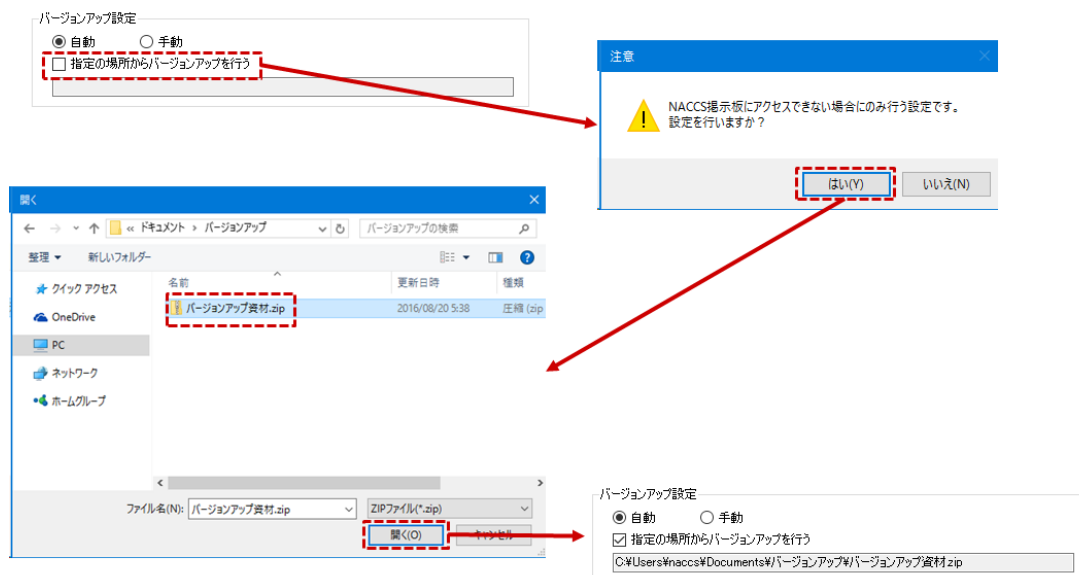 バージョンアップ設定
自動 手動
指定の場所からバージョンアップを行う
注意
NACCS掲示板にアクセスできない場合にのみ行う設定です。
設定を行いますか？
はい(Y) いいえ(N)
開く
« ドキュメント › バージョンアップ バージョンアップの検索
整理 新しいフォルダー
名前 更新日時 種類
クイック アクセス
バージョンアップ資材.zip 2016/08/20 5:38 圧縮 (zip
OneDrive
PC
ネットワーク
ホームグループ
ファイル名(N): バージョンアップ資材.zip ZIPファイル(*.zip)
開く(O) キャンセル
バージョンアップ設定
自動 手動
指定の場所からバージョンアップを行う
C:¥Users¥naccs¥Documents¥バージョンアップ¥バージョンアップ資材.zip